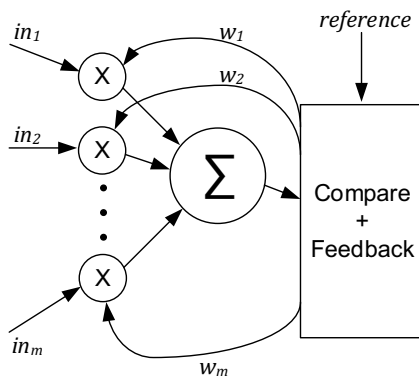 in₁
w₁
reference
X
w₂
in₂
X
Σ
Compare
+
Feedback
X
inₘ
wₘ